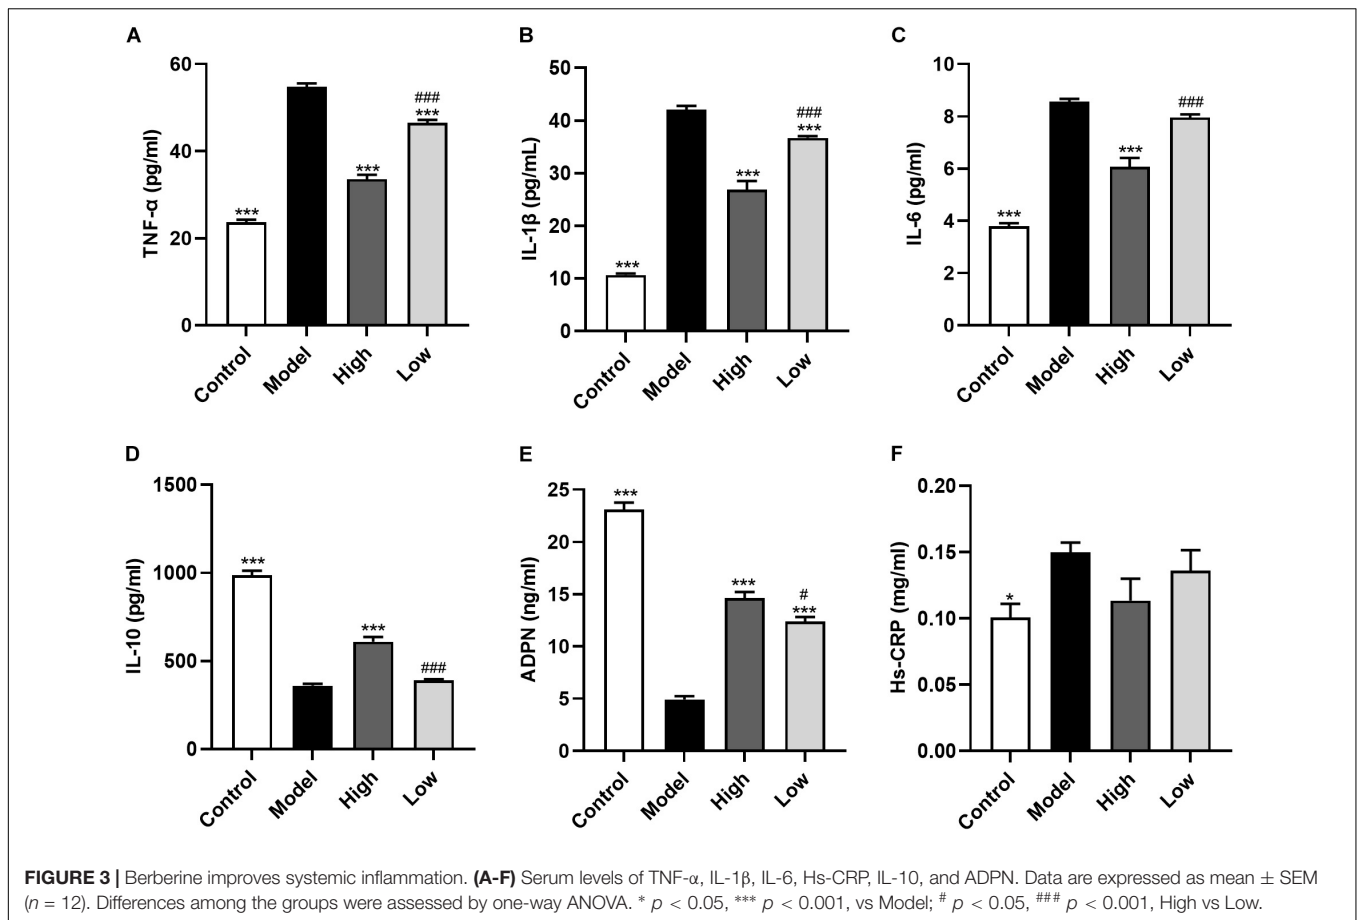 A
TNF-α (pg/ml)
60
40
20
0
***
***
###
***
Control
Model
High
Low
B
IL-1β (pg/mL)
50
40
30
20
10
0
***
***
###
***
Control
Model
High
Low
C
IL-6 (pg/ml)
10
8
6
4
2
0
***
***
###
Control
Model
High
Low
D
IL-10 (pg/ml)
1500
1000
500
0
***
***
###
Control
Model
High
Low
E
ADPN (ng/ml)
25
20
15
10
5
0
***
***
#
***
Control
Model
High
Low
F
Hs-CRP (mg/ml)
0.20
0.15
0.10
0.05
0.00
*
Control
Model
High
Low
FIGURE 3 | Berberine improves systemic inflammation. (A-F) Serum levels of TNF-α, IL-1β, IL-6, Hs-CRP, IL-10, and ADPN. Data are expressed as mean ± SEM
(n = 12). Differences among the groups were assessed by one-way ANOVA. * p < 0.05, *** p < 0.001, vs Model; # p < 0.05, ### p < 0.001, High vs Low.